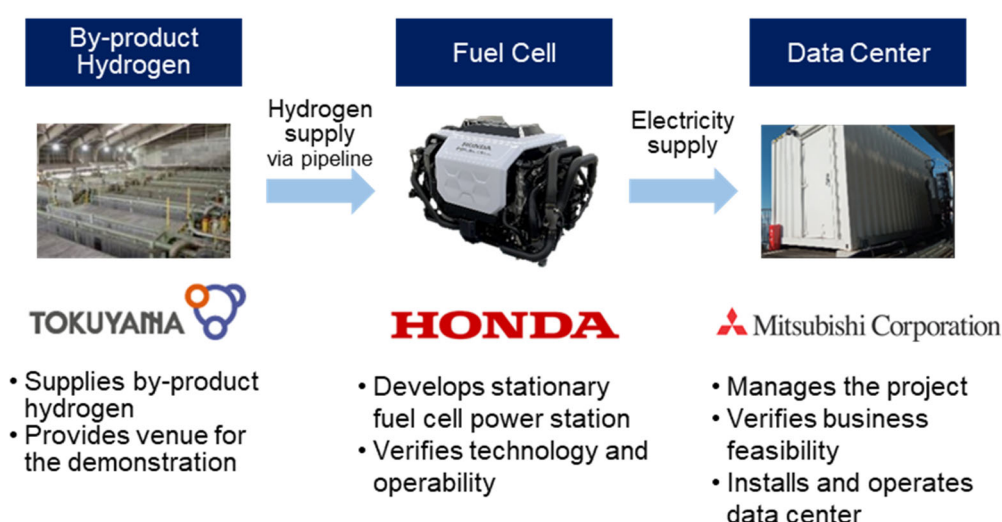 By-product
Hydrogen
Hydrogen
supply
via pipeline
Fuel Cell
HONDA
Electricity
supply
Data Center
TOKUYAMA
• Supplies by-product
hydrogen
• Provides venue for
the demonstration
HONDA
• Develops stationary
fuel cell power station
• Verifies technology and
operability
Mitsubishi Corporation
• Manages the project
• Verifies business
feasibility
• Installs and operates
data center